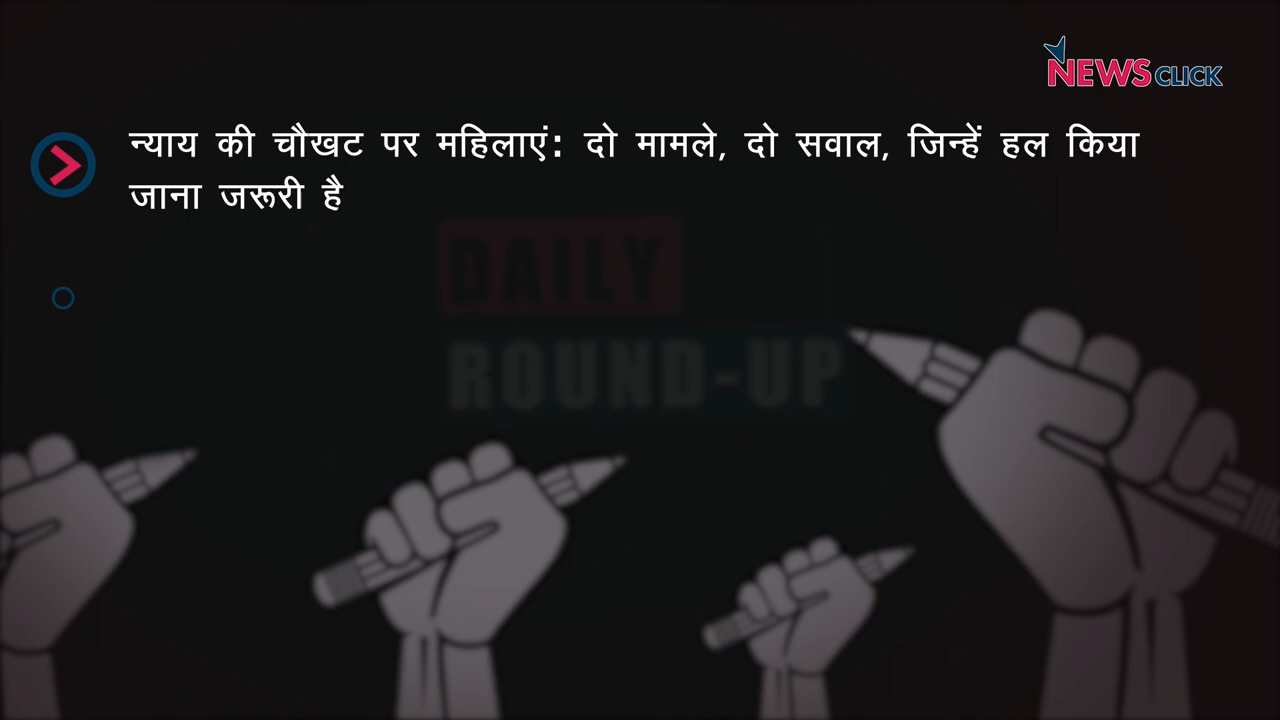 NEWSCLICK
न्याय की चौखट पर महिलाएं: दो मामले, दो सवाल, जिन्हें हल किया
जाना जरूरी है
DAILY
ROUND-UP